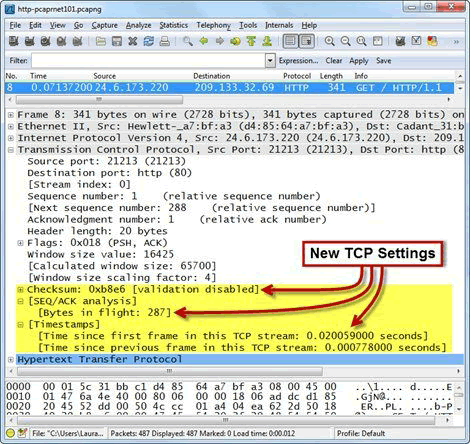 http-pcaprnet101.pcapng
File Edit View Go Capture Analyze Statistics Telephony Tools Internals Help
Filter: Expression... Clear Apply Save
No. Time Source Destination Protocol Length Info
8 0.07137200 24.6.173.220 209.133.32.69 HTTP 341 GET / HTTP/1.1
Frame 8: 341 bytes on wire (2728 bits), 341 bytes captured (2728 bits) on
Ethernet II, Src: Hewlett-_a7:bf:a3 (d4:85:64:a7:bf:a3), Dst: Cadant_31:b
Internet Protocol Version 4, Src: 24.6.173.220 (24.6.173.220), Dst: 209.1
Transmission Control Protocol, Src Port: 21213 (21213), Dst Port: http (8
Source port: 21213 (21213)
Destination port: http (80)
[Stream index: 0]
Sequence number: 1 (relative sequence number)
[Next sequence number: 288 (relative sequence number)]
Acknowledgment number: 1 (relative ack number)
Header length: 20 bytes
Flags: 0x018 (PSH, ACK)
Window size value: 16425
[Calculated window size: 65700]
[Window size scaling factor: 4]
New TCP Settings
Checksum: 0xb8e6 [validation disabled]
[SEQ/ACK analysis]
[Bytes in flight: 287]
[Timestamps]
[Time since first frame in this TCP stream: 0.020059000 seconds]
[Time since previous frame in this TCP stream: 0.000778000 seconds]
Hypertext Transfer Protocol
0000 00 01 5c 31 bb c1 d4 85 64 a7 bf a3 08 00 45 00 ..\1.... d.....E.
0010 01 47 6a 4e 40 00 80 06 00 00 18 06 ad dc d1 85 .GjN@... ........
0020 20 45 52 dd 00 50 4c cc 01 a4 04 ea 62 2d 50 18 ER..PL. ....b-P.
File: "C:\Users\Laura... Packets: 487 Displayed: 487 Marked: 0 Load time: 0:00.012 Profile: Default